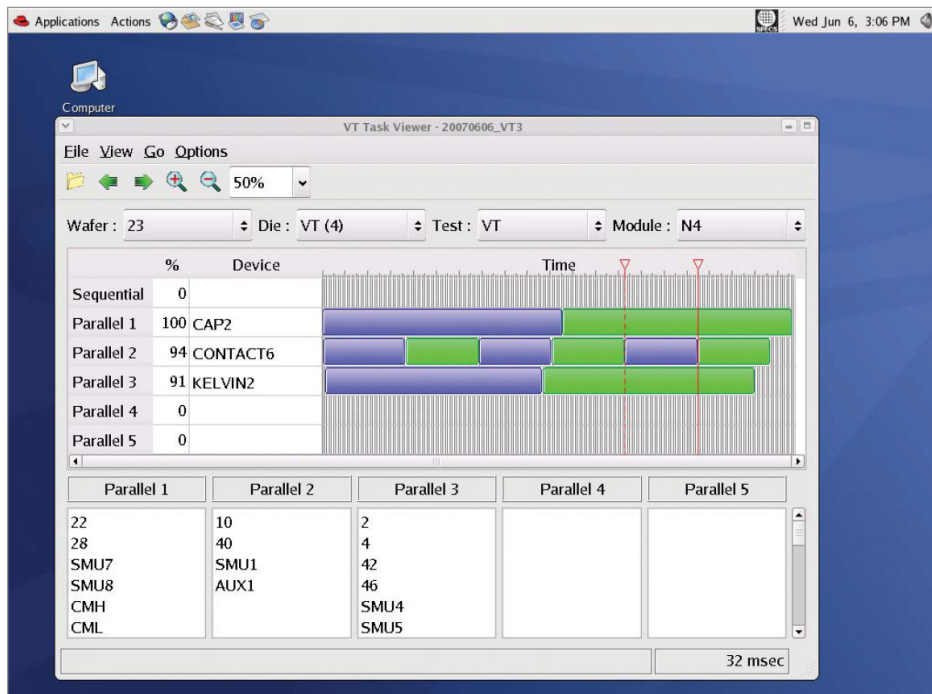 Applications Actions SPECS Wed Jun 6, 3:06 PM
Computer
VT Task Viewer - 20070606_VT3
File View Go Options
50%
Wafer : 23 Die : VT (4) Test : VT Module : N4
% Device Time
Sequential 0
Parallel 1 100 CAP2
Parallel 2 94 CONTACT6
Parallel 3 91 KELVIN2
Parallel 4 0
Parallel 5 0
Parallel 1 Parallel 2 Parallel 3 Parallel 4 Parallel 5
22 10 2
28 40 4
SMU7 SMU1 42
SMU8 AUX1 46
CMH SMU4
CML SMU5
32 msec